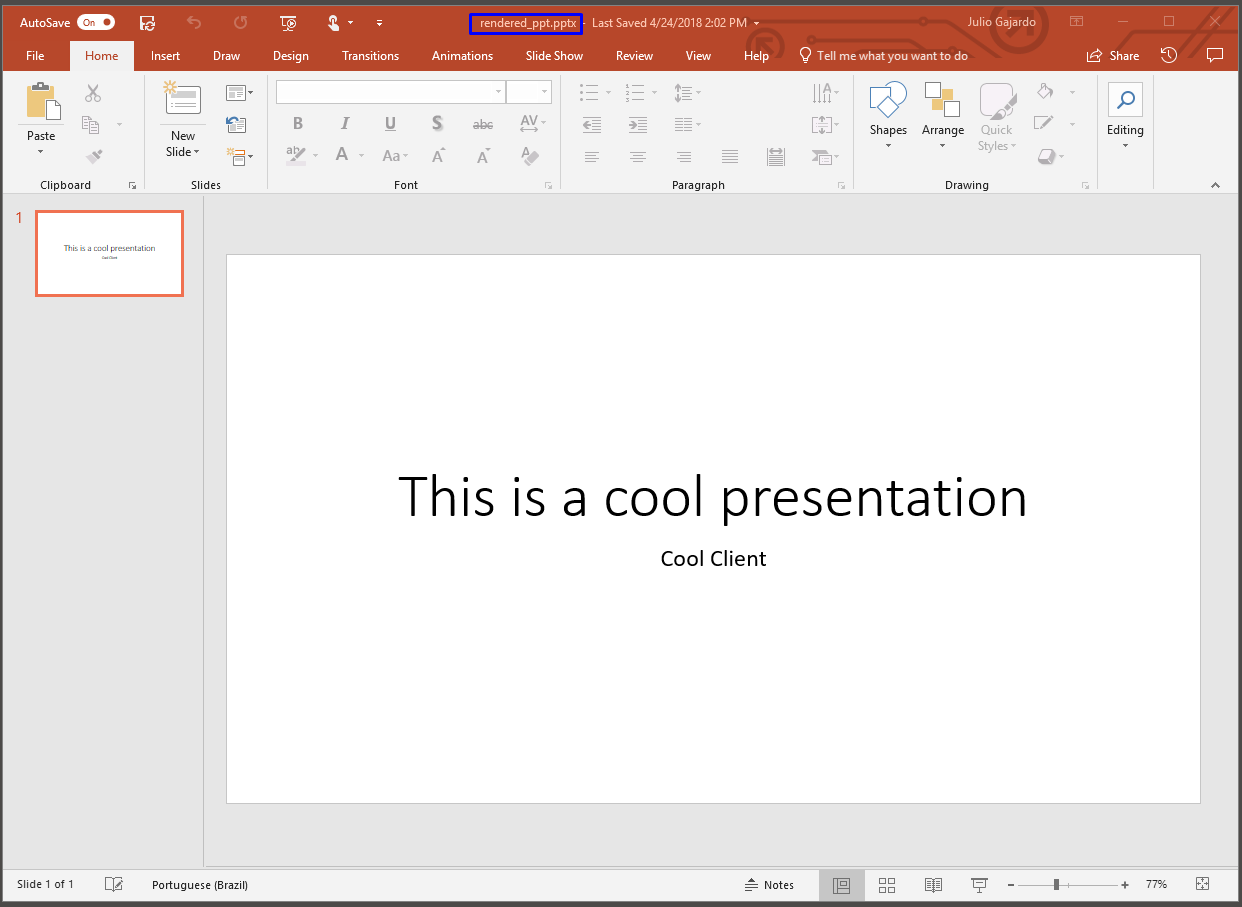 AutoSave On rendered_ppt.pptx - Last Saved 4/24/2018 2:02 PM Julio Gajardo
File Home Insert Draw Design Transitions Animations Slide Show Review View Help Tell me what you want to do Share
Paste
New
Slide
B I U S abc AV
ab A Aa A A A
Shapes
Arrange
Quick
Styles
Editing
Clipboard Slides Font Paragraph Drawing
1
This is a cool presentation
Cool Client
This is a cool presentation
Cool Client
Slide 1 of 1 Portuguese (Brazil) Notes 77%